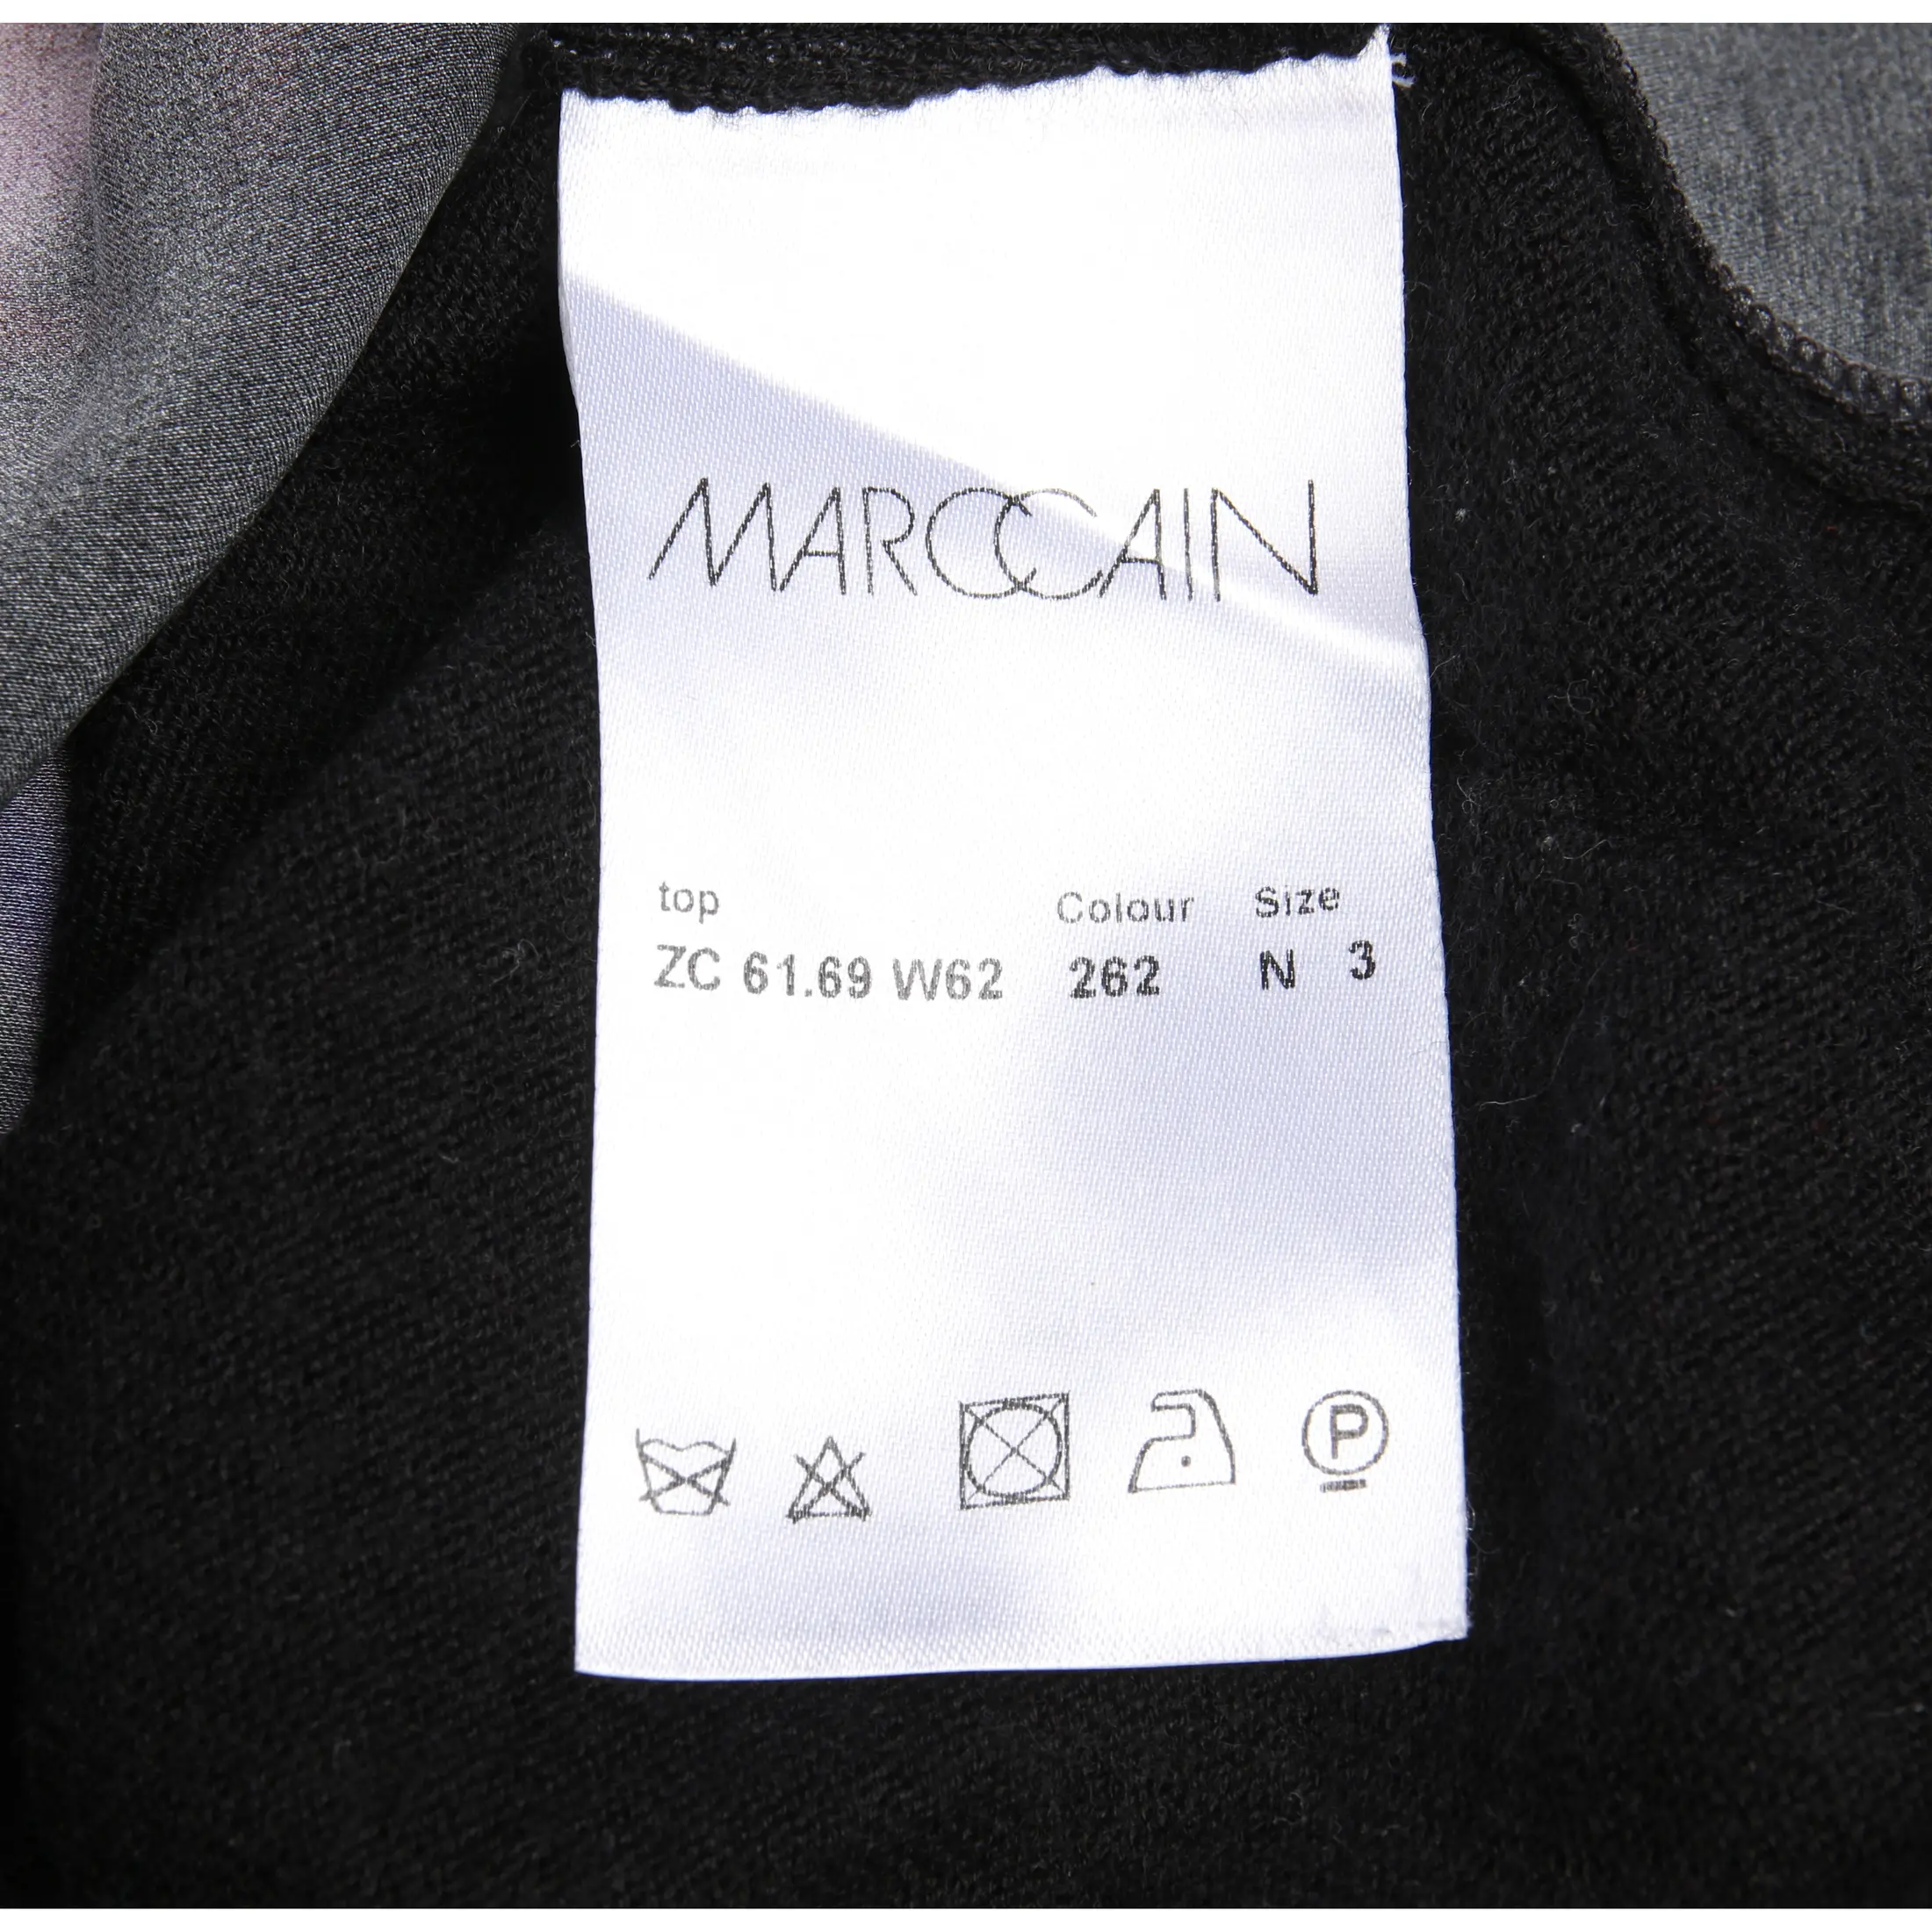 MARCCAIN
top Colour Size
ZC 61.69 W62 262 N 3
P